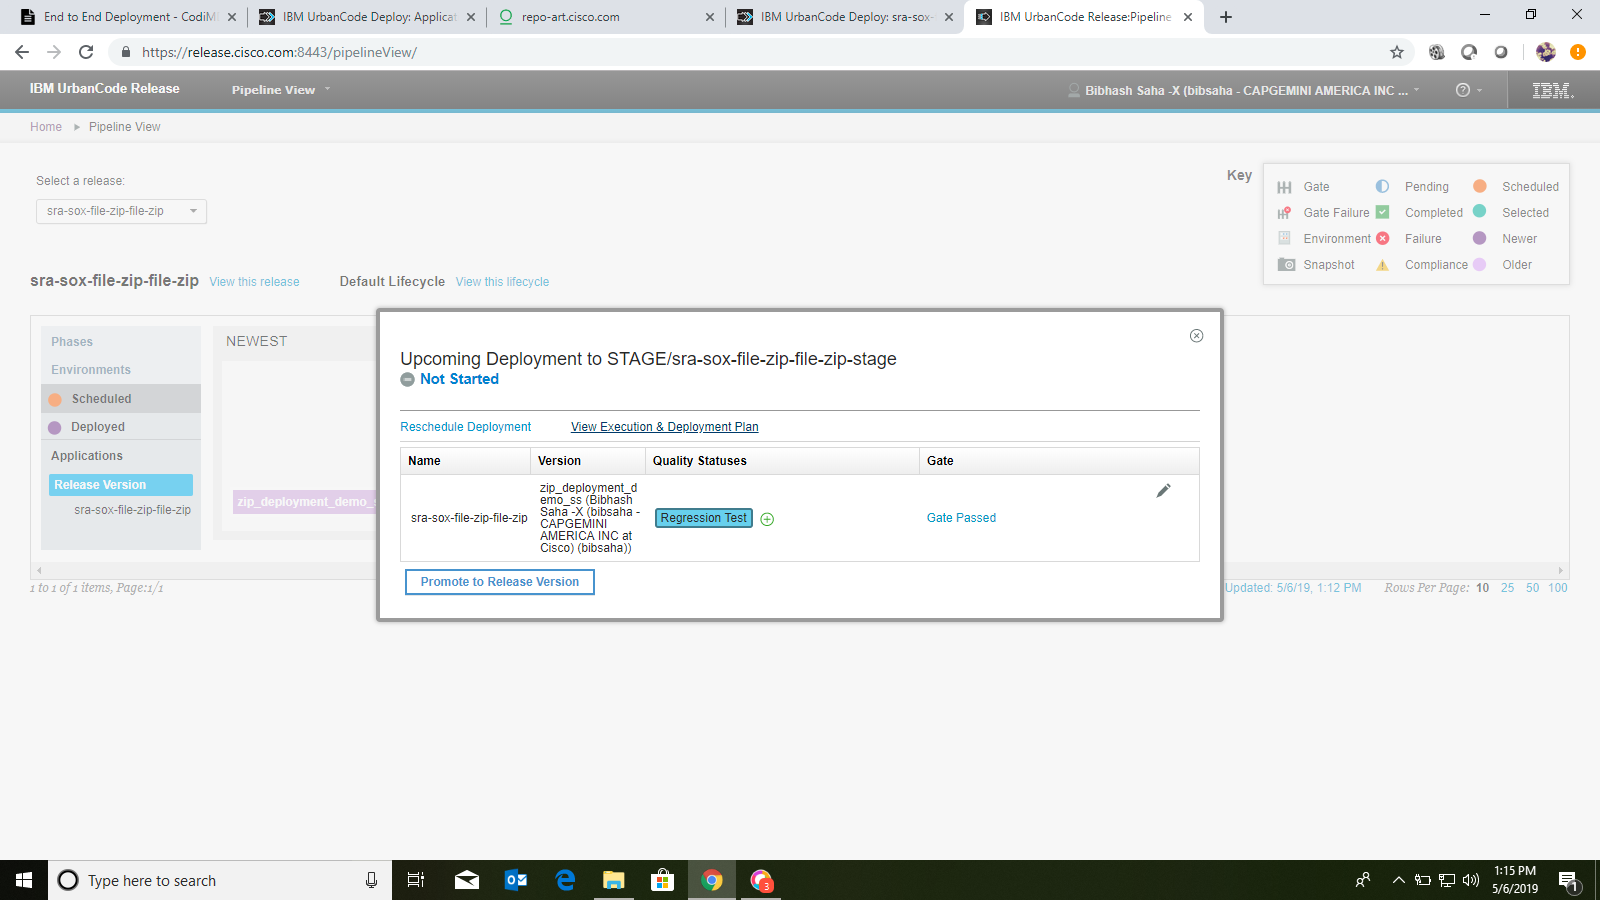 End to End Deployment - CodiM
IBM UrbanCode Deploy: Applicat
repo-art.cisco.com
IBM UrbanCode Deploy: sra-sox-
IBM UrbanCode Release:Pipeline
https://release.cisco.com:8443/pipelineView/
IBM UrbanCode Release
Pipeline View
Bibhash Saha -X (bibsaha - CAPGEMINI AMERICA INC ...
IBM.
Home
Pipeline View
Select a release:
sra-sox-file-zip-file-zip
Key
Gate
Pending
Scheduled
Gate Failure
Completed
Selected
Environment
Failure
Newer
Snapshot
Compliance
Older
sra-sox-file-zip-file-zip
View this release
Default Lifecycle
View this lifecycle
Phases
Environments
Scheduled
Deployed
Applications
Release Version
sra-sox-file-zip-file-zip
NEWEST
zip_deployment_demo_s
Upcoming Deployment to STAGE/sra-sox-file-zip-file-zip-stage
Not Started
Reschedule Deployment
View Execution & Deployment Plan
Name
Version
Quality Statuses
Gate
sra-sox-file-zip-file-zip
zip_deployment_d
emo_ss (Bibhash
Saha -X (bibsaha -
CAPGEMINI
AMERICA INC at
Cisco) (bibsaha))
Regression Test
Gate Passed
Promote to Release Version
1 to 1 of 1 items, Page:1/1
Updated: 5/6/19, 1:12 PM
Rows Per Page: 10 25 50 100
Type here to search
3
1:15 PM
5/6/2019
1